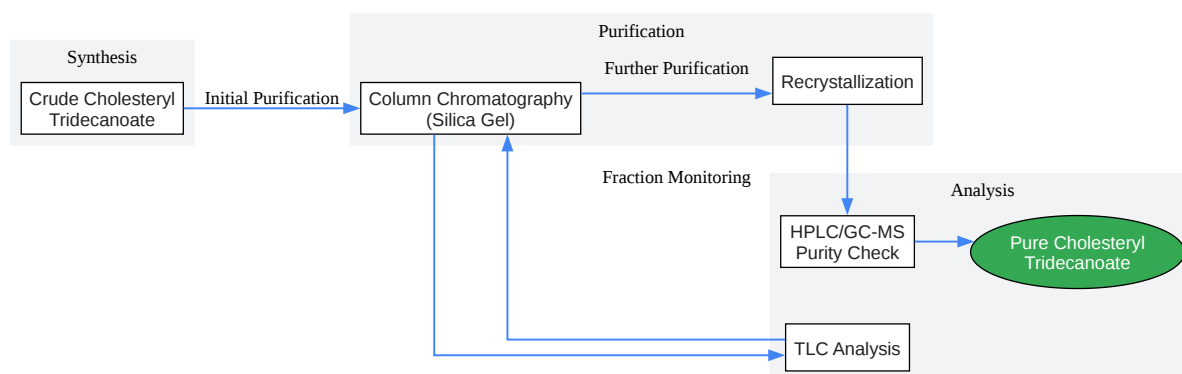 Purification
Synthesis
Crude Cholesteryl
Tridecanoate
Initial Purification
Column Chromatography
(Silica Gel)
Further Purification
Recrystallization
Fraction Monitoring
Analysis
HPLC/GC-MS
Purity Check
Pure Cholesteryl
Tridecanoate
TLC Analysis